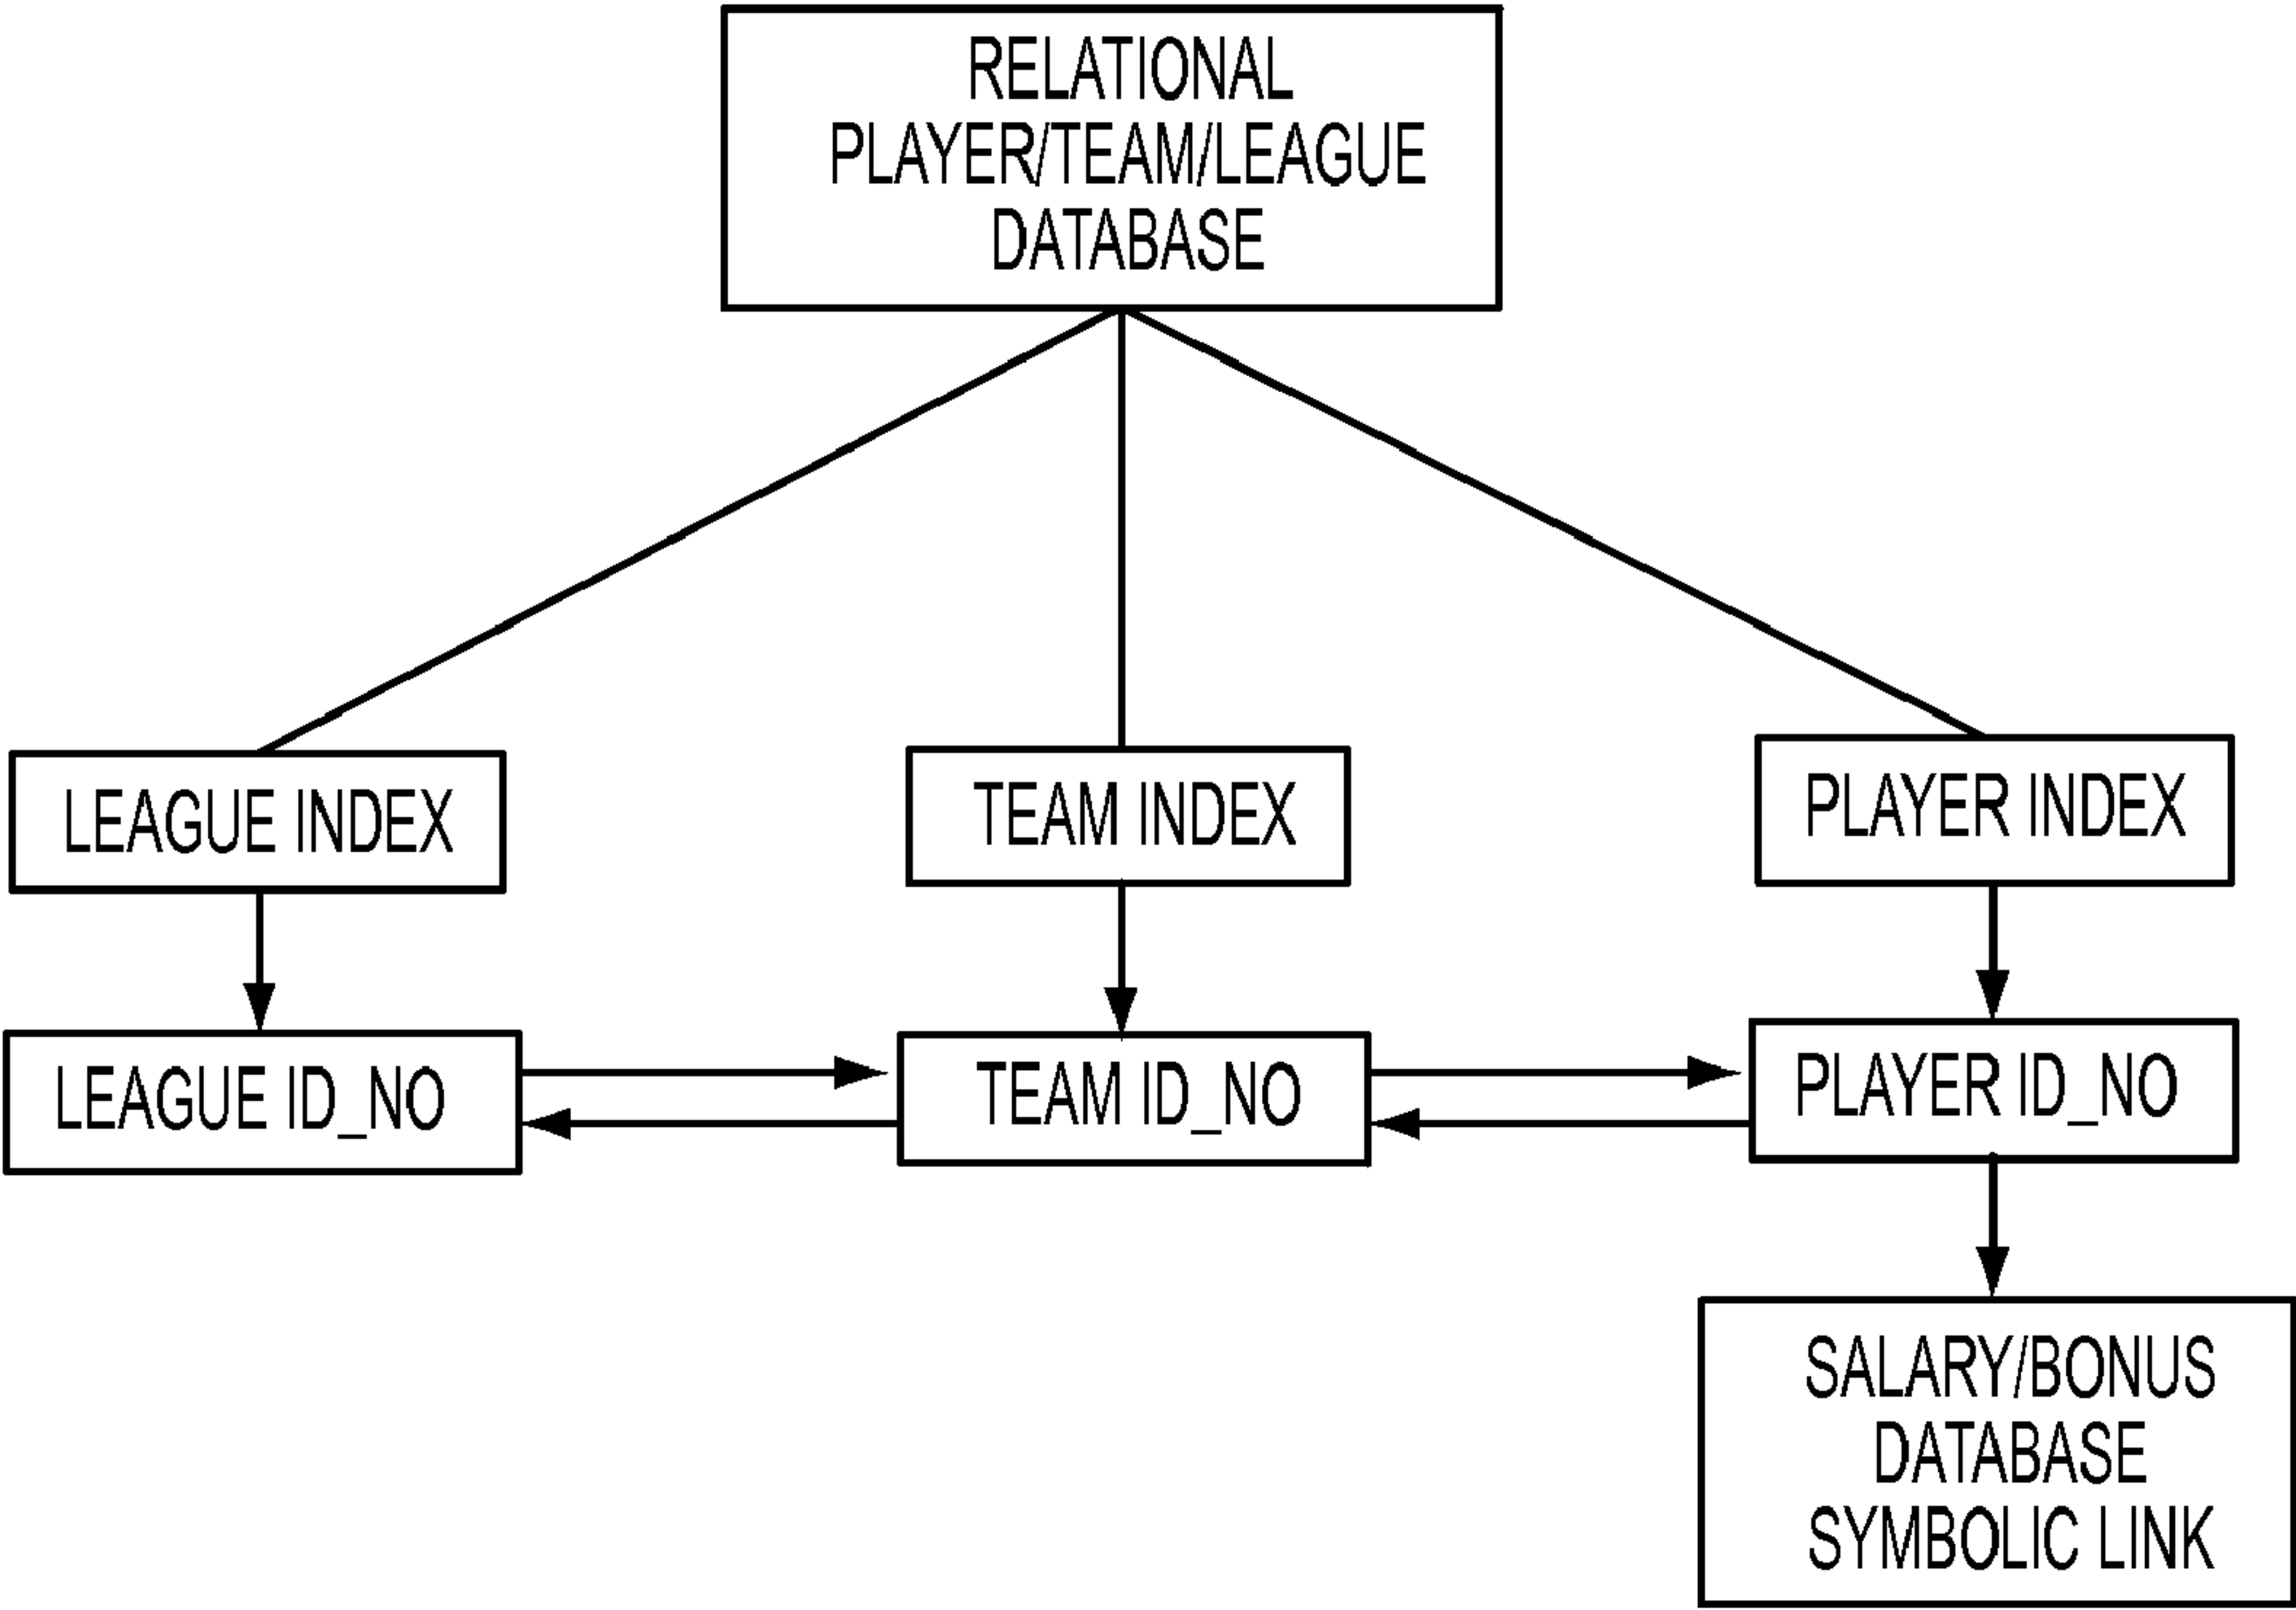 RELATIONAL
PLAYER/TEAM/LEAGUE
DATABASE
LEAGUE INDEX
TEAM INDEX
PLAYER INDEX
LEAGUE ID_NO
TEAM ID_NO
PLAYER ID_NO
SALARY/BONUS
DATABASE
SYMBOLIC LINK